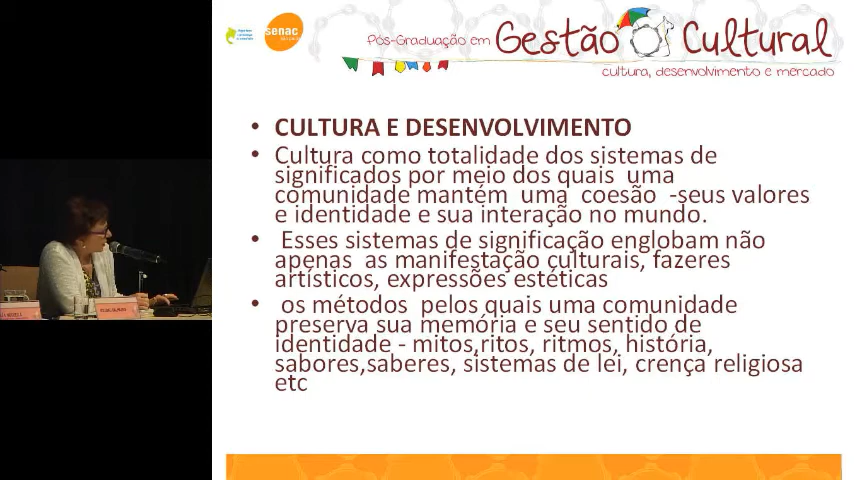 senac
Pós-Graduação em Gestão Cultural
cultura, desenvolvimento e mercado
• CULTURA E DESENVOLVIMENTO
• Cultura como totalidade dos sistemas de
significados por meio dos quais uma
comunidade mantém uma coesão -seus valores
e identidade e sua interação no mundo.
• Esses sistemas de significação englobam não
apenas as manifestação culturais, fazeres
artísticos, expressões estéticas
• os métodos pelos quais uma comunidade
preserva sua memória e seu sentido de
identidade - mitos,ritos, ritmos, história,
sabores,saberes, sistemas de lei, crença religiosa
etc